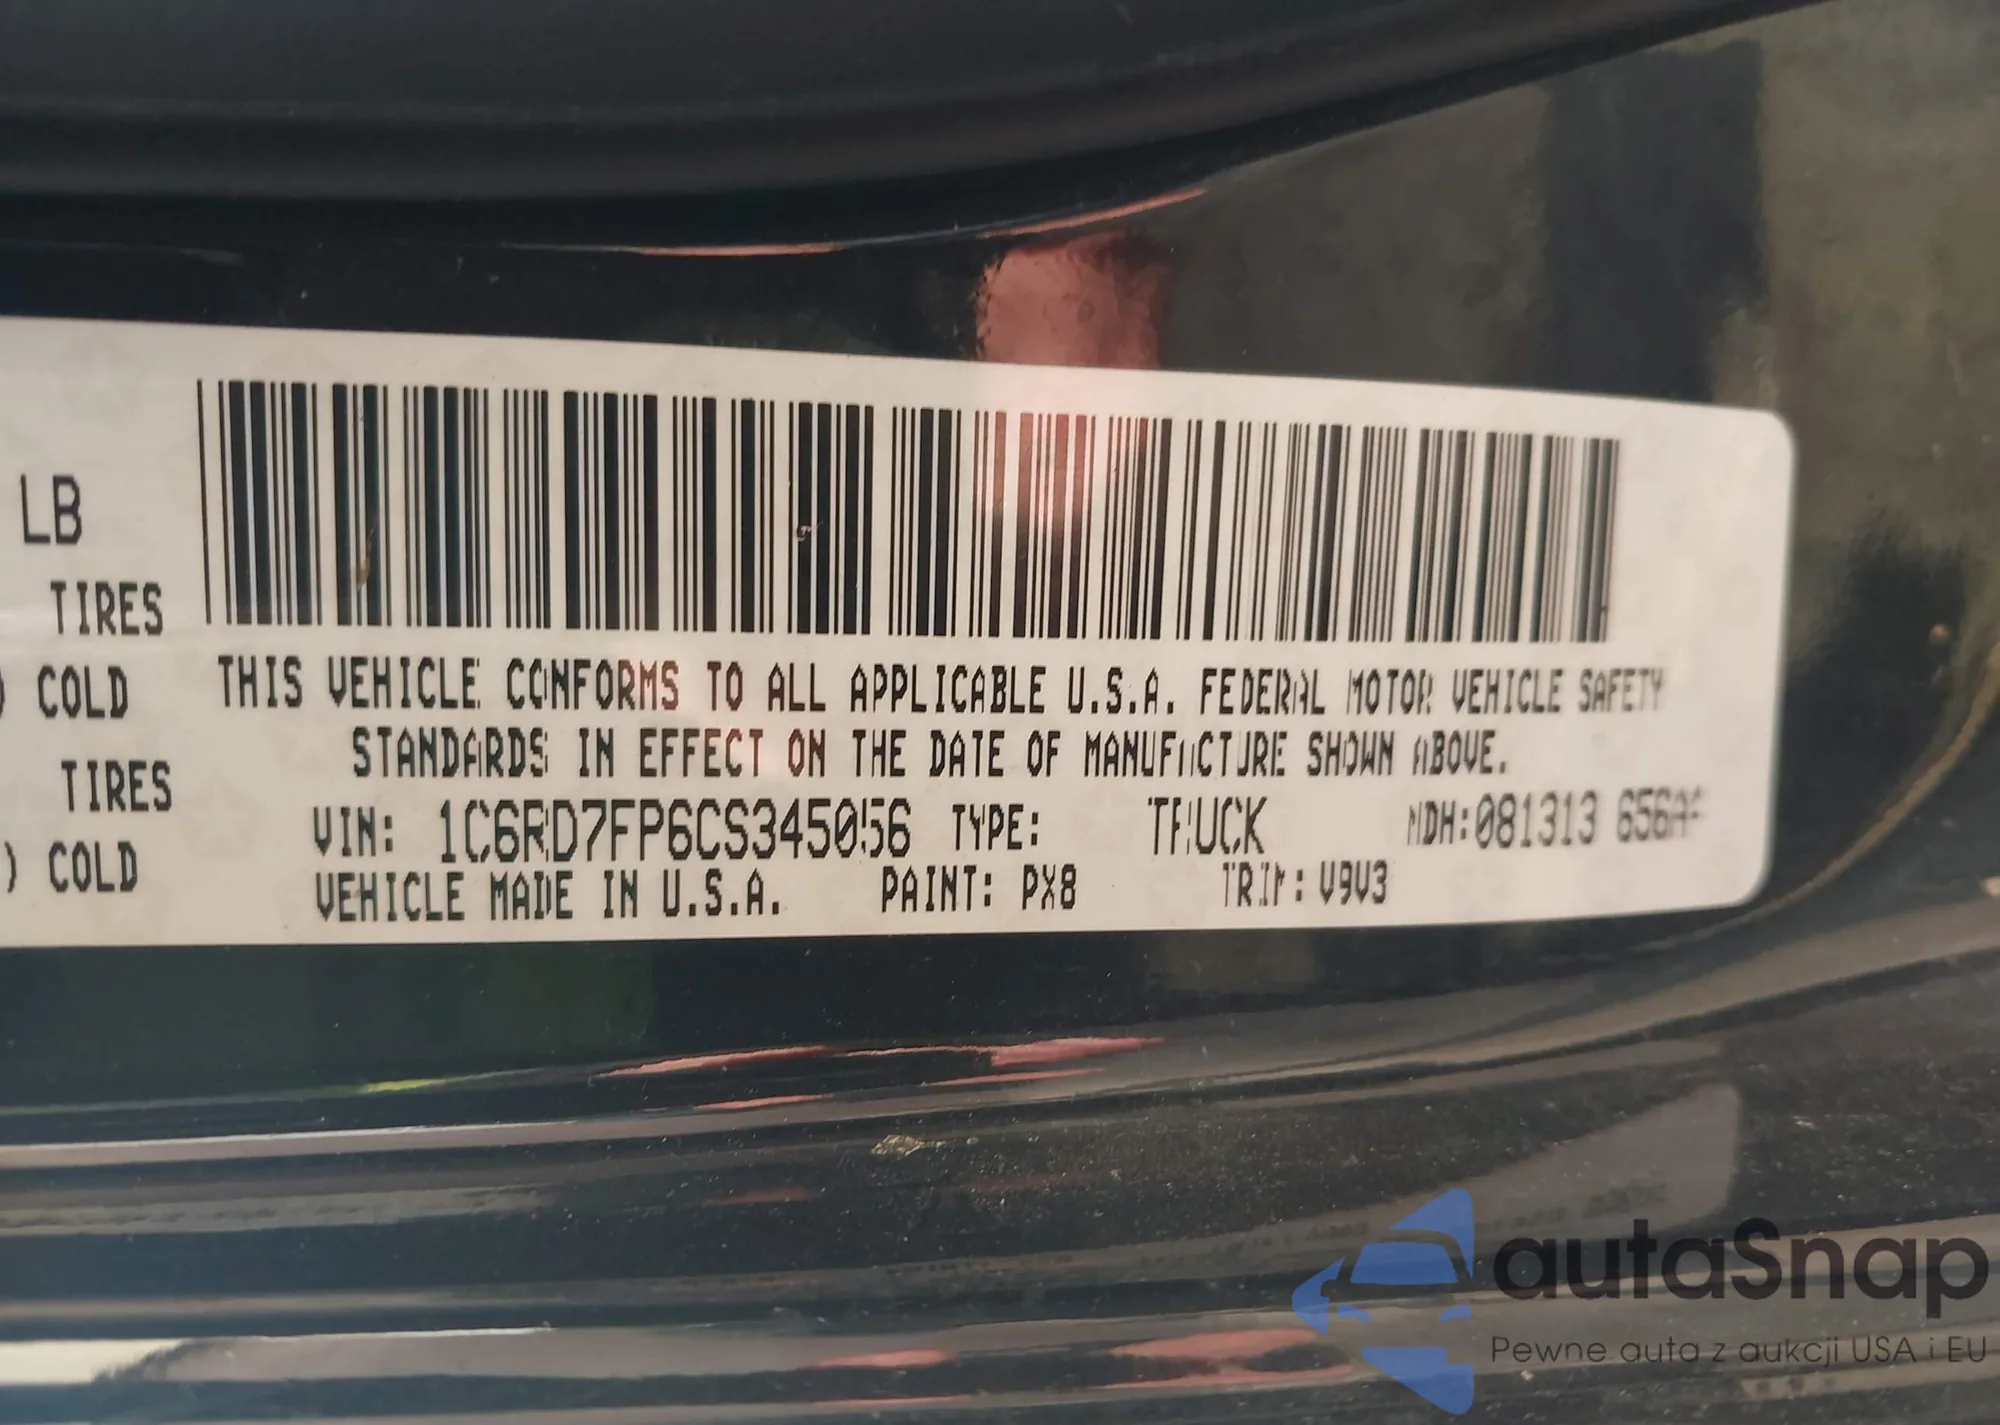 LB
TIRES
) COLD
TIRES
) COLD
THIS VEHICLE CONFORMS TO ALL APPLICABLE U.S.A. FEDERAL MOTOR VEHICLE SAFETY
STANDARDS IN EFFECT ON THE DATE OF MANUFACTURE SHOWN ABOVE.
VIN: 1C6RD7FP6CS345056 TYPE: TRUCK MDH:081313 656AA
VEHICLE MADE IN U.S.A. PAINT: PX8 TRIM: V9V3
autaSnap
Pewne auta z aukcji USA i EU